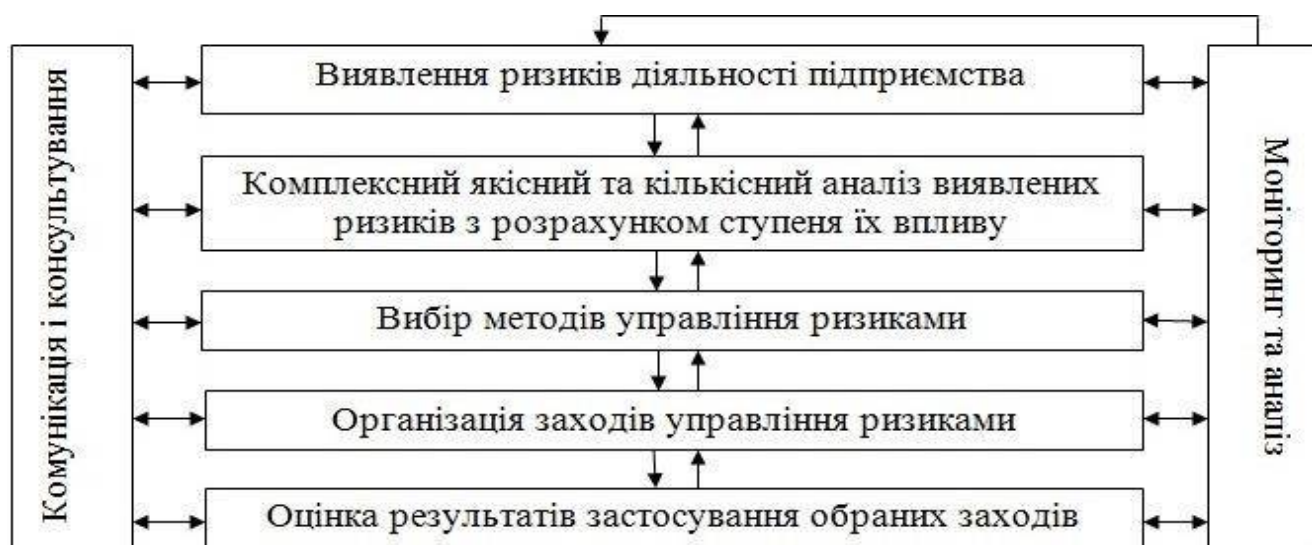 Комунікація і консультування
Виявлення ризиків діяльності підприємства
Комплексний якісний та кількісний аналіз виявлених
ризиків з розрахунком ступеня їх впливу
Вибір методів управління ризиками
Організація заходів управління ризиками
Оцінка результатів застосування обраних заходів
Моніторинг та аналіз